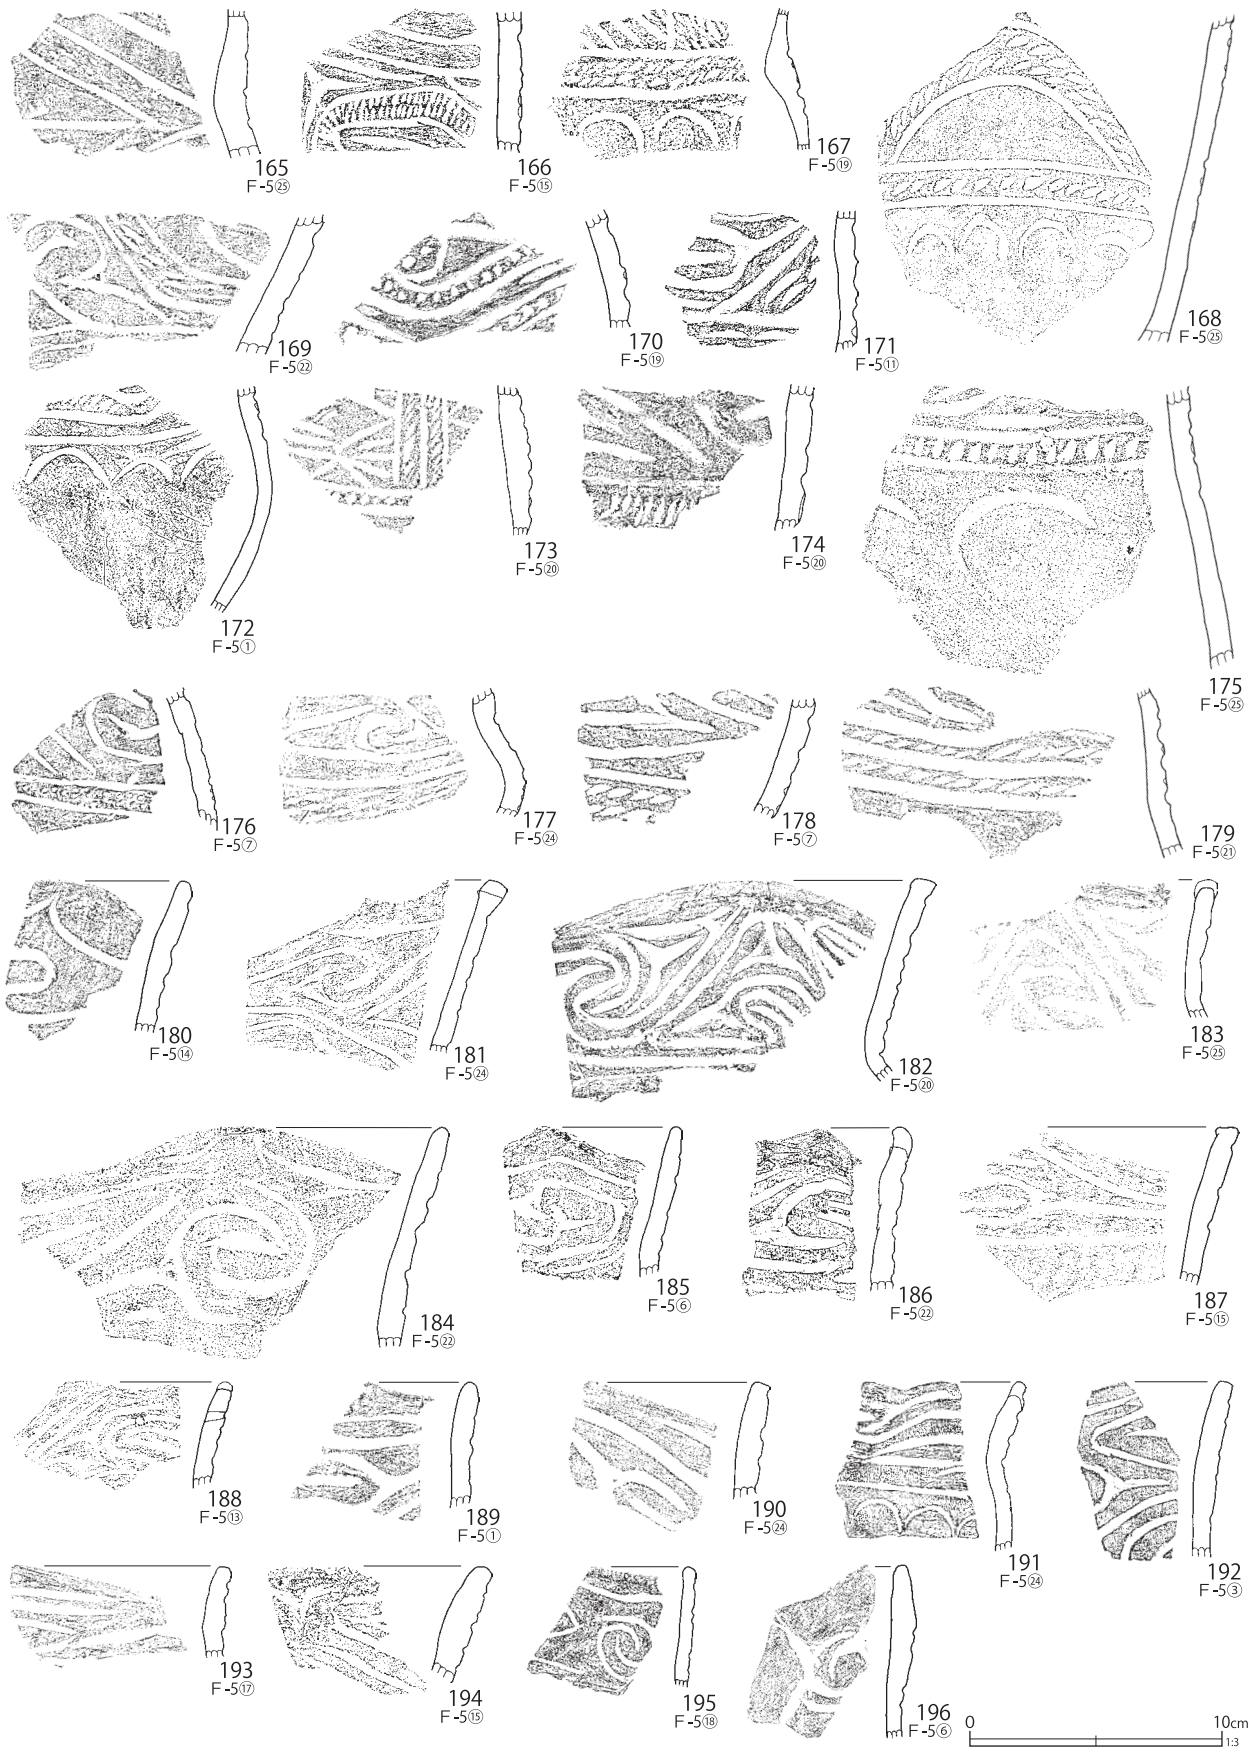 165
F-5㉕
166
F-5⑮
167
F-5⑲
168
F-5㉕
169
F-5㉒
170
F-5⑲
171
F-5⑪
172
F-5①
173
F-5⑳
174
F-5⑳
175
F-5㉕
176
F-5⑦
177
F-5㉔
178
F-5⑦
179
F-5㉑
180
F-5⑭
181
F-5㉔
182
F-5⑳
183
F-5㉕
184
F-5㉒
185
F-5⑥
186
F-5㉒
187
F-5⑮
188
F-5⑬
189
F-5①
190
F-5㉔
191
F-5㉔
192
F-5③
193
F-5⑰
194
F-5⑮
195
F-5⑱
196
F-5⑥
0 10cm
1:3